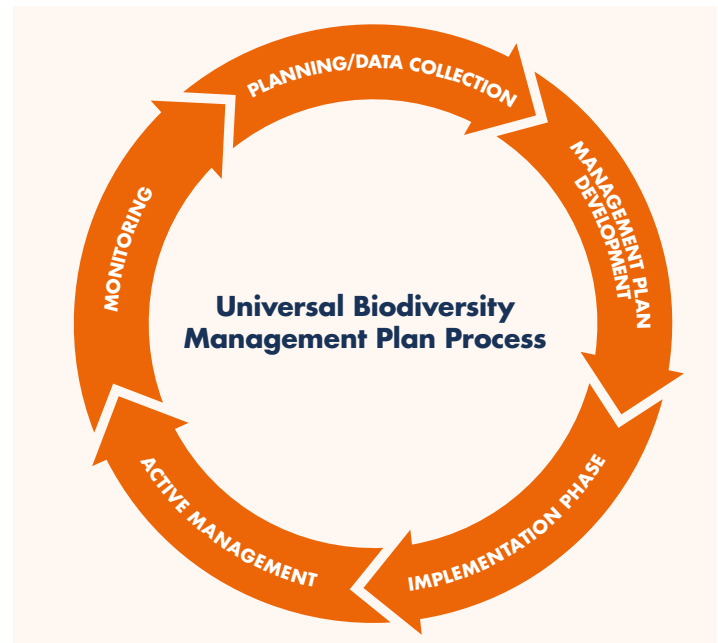 PLANNING/DATA COLLECTION
MANAGEMENT PLAN
DEVELOPMENT
IMPLEMENTATION PHASE
ACTIVE MANAGEMENT
MONITORING
Universal Biodiversity
Management Plan Process